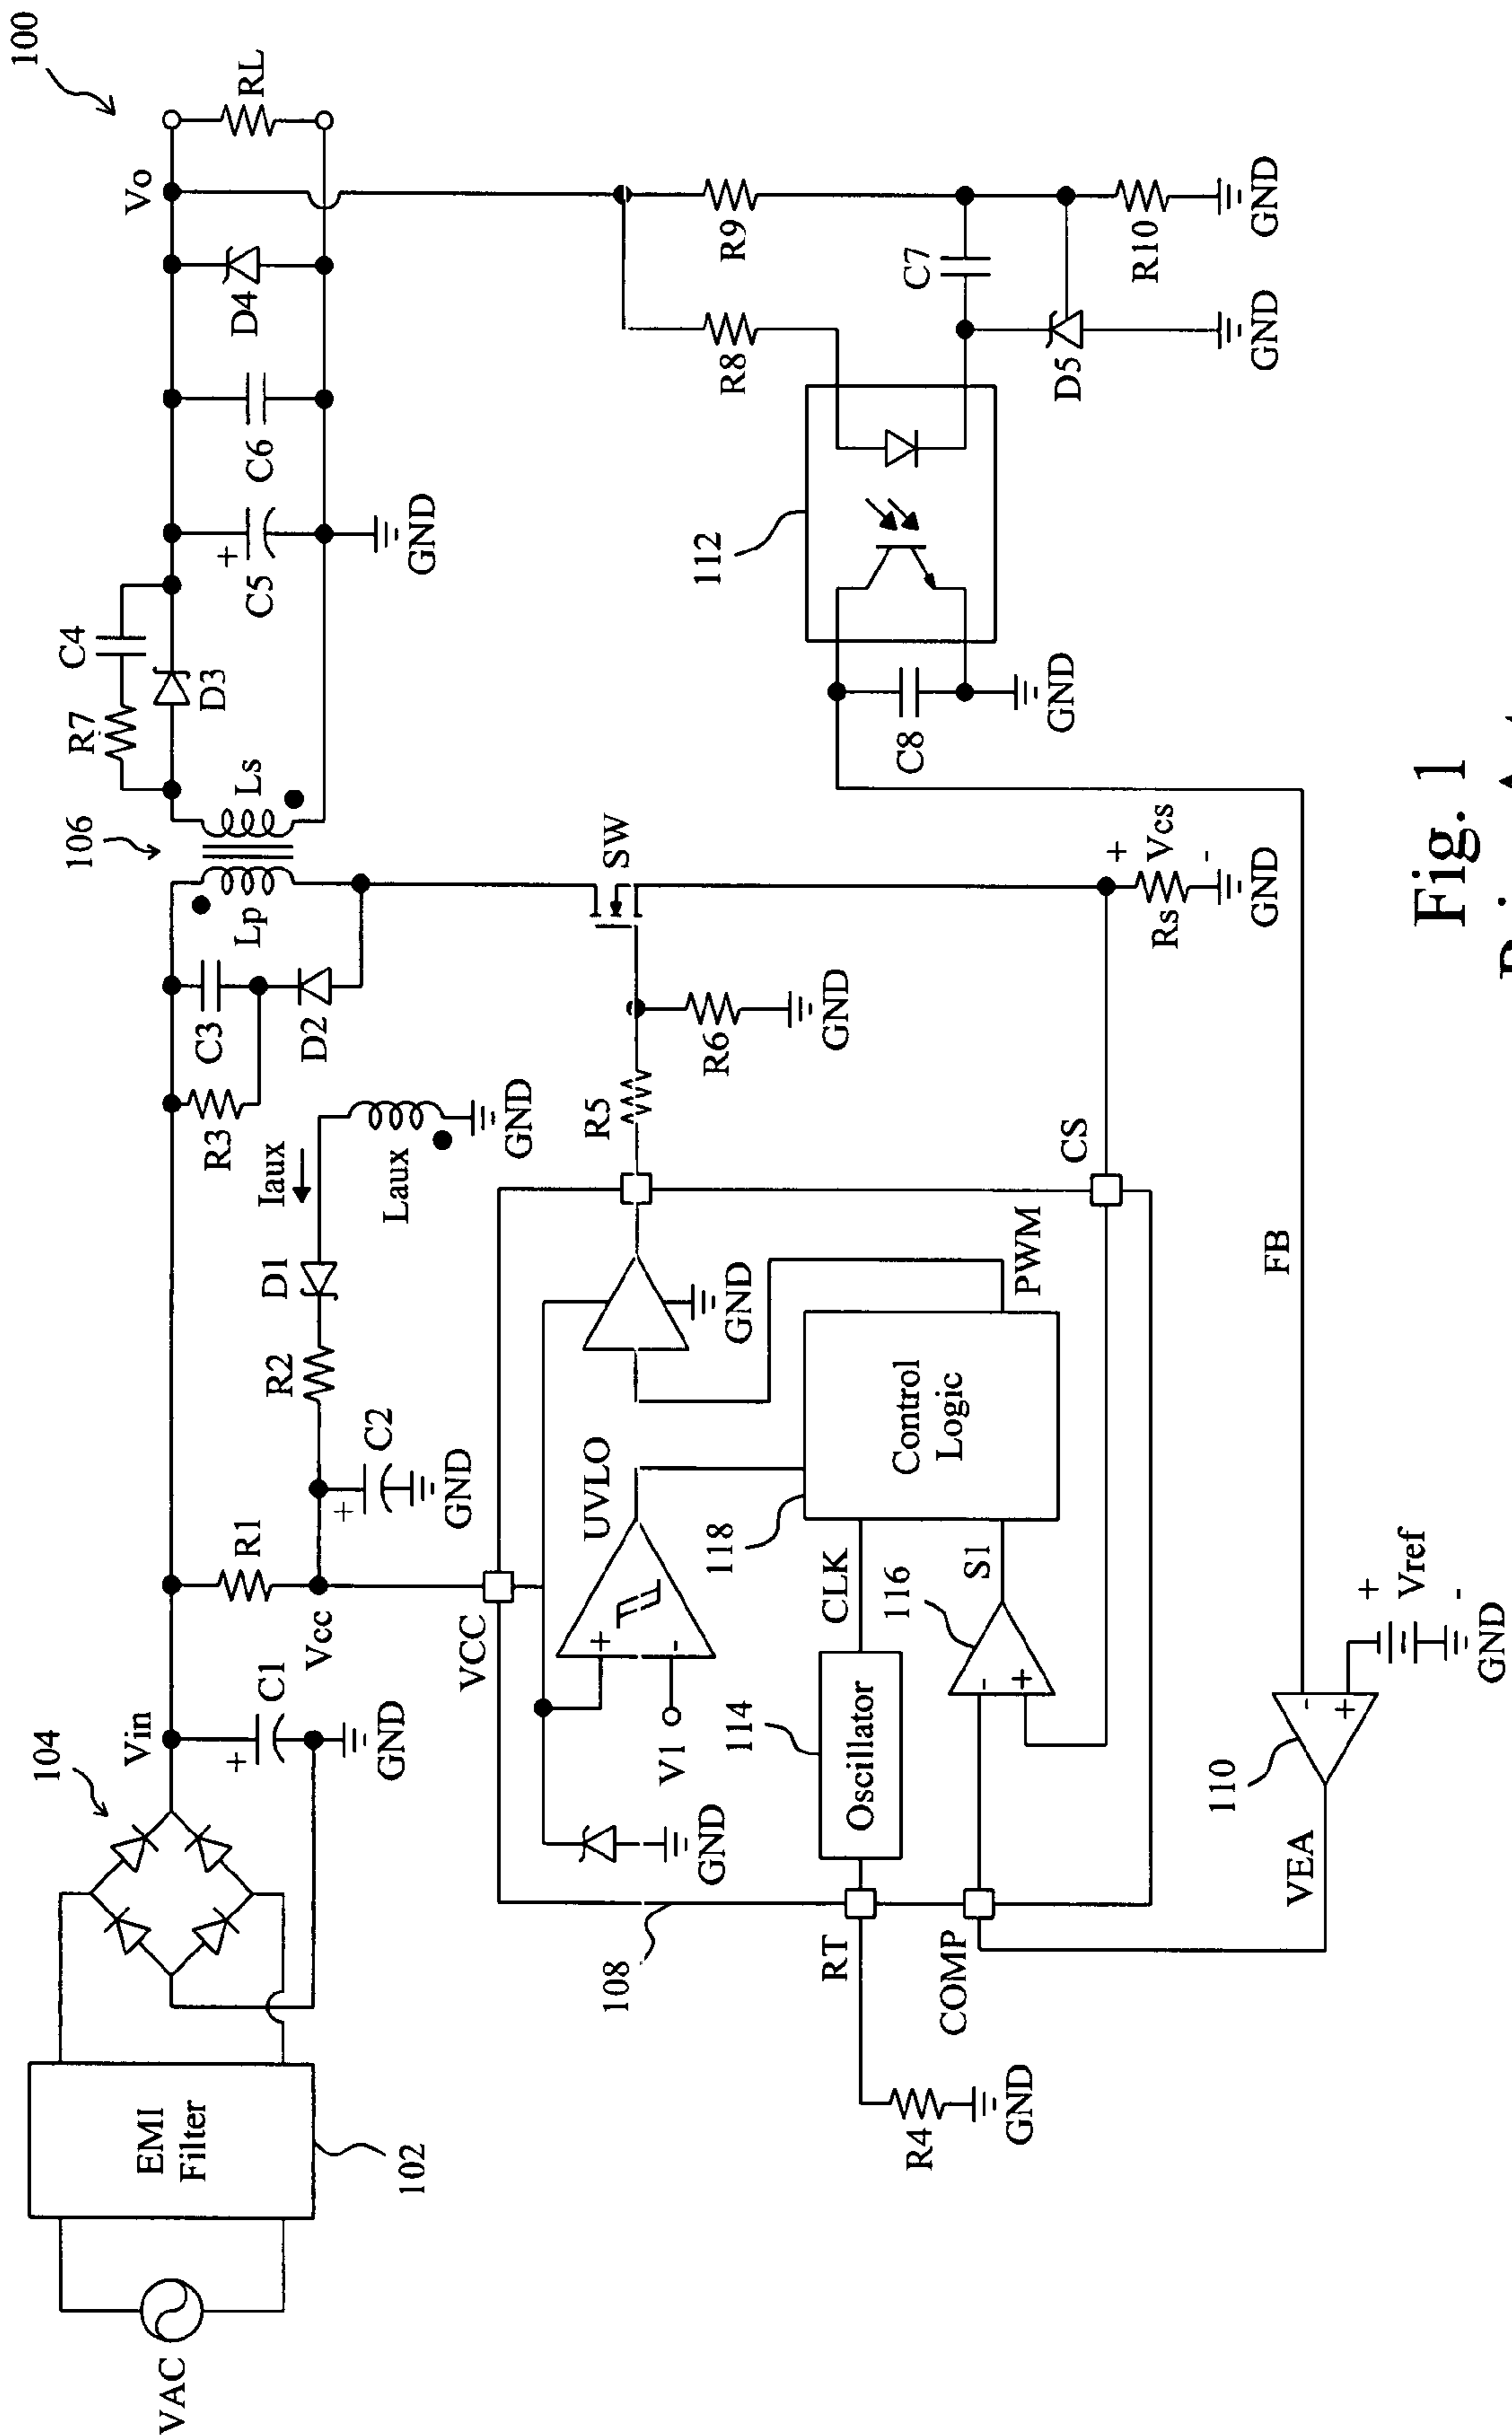 100
106
104
VAC
EMI
Filter
102
Vin
C1
+
GND
R1
Vcc
+
C2
GND
R2
D1
Iaux
Laux
GND
R3
C3
D2
Lp
Ls
R7
C4
D3
+
C5
GND
C6
D4
Vo
RL
VCC
108
GND
V1
+
-
UVLO
GND
R5
R6
GND
SW
118
Control
Logic
PWM
114
Oscillator
CLK
116
-
+
S1
RT
R4
GND
COMP
CS
+
Vcs
-
Rs
GND
112
C8
GND
R8
R9
C7
D5
GND
R10
GND
FB
VEA
110
-
+
+
Vref
-
GND
Fig. 1